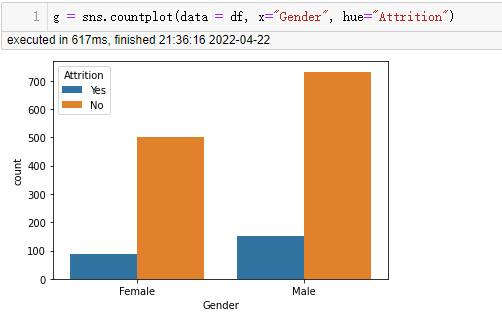 1 g = sns.countplot(data = df, x="Gender", hue="Attrition")
executed in 617ms, finished 21:36:16 2022-04-22
Attrition
Yes
No
700
600
500
400
300
200
100
0
count
Female Male
Gender